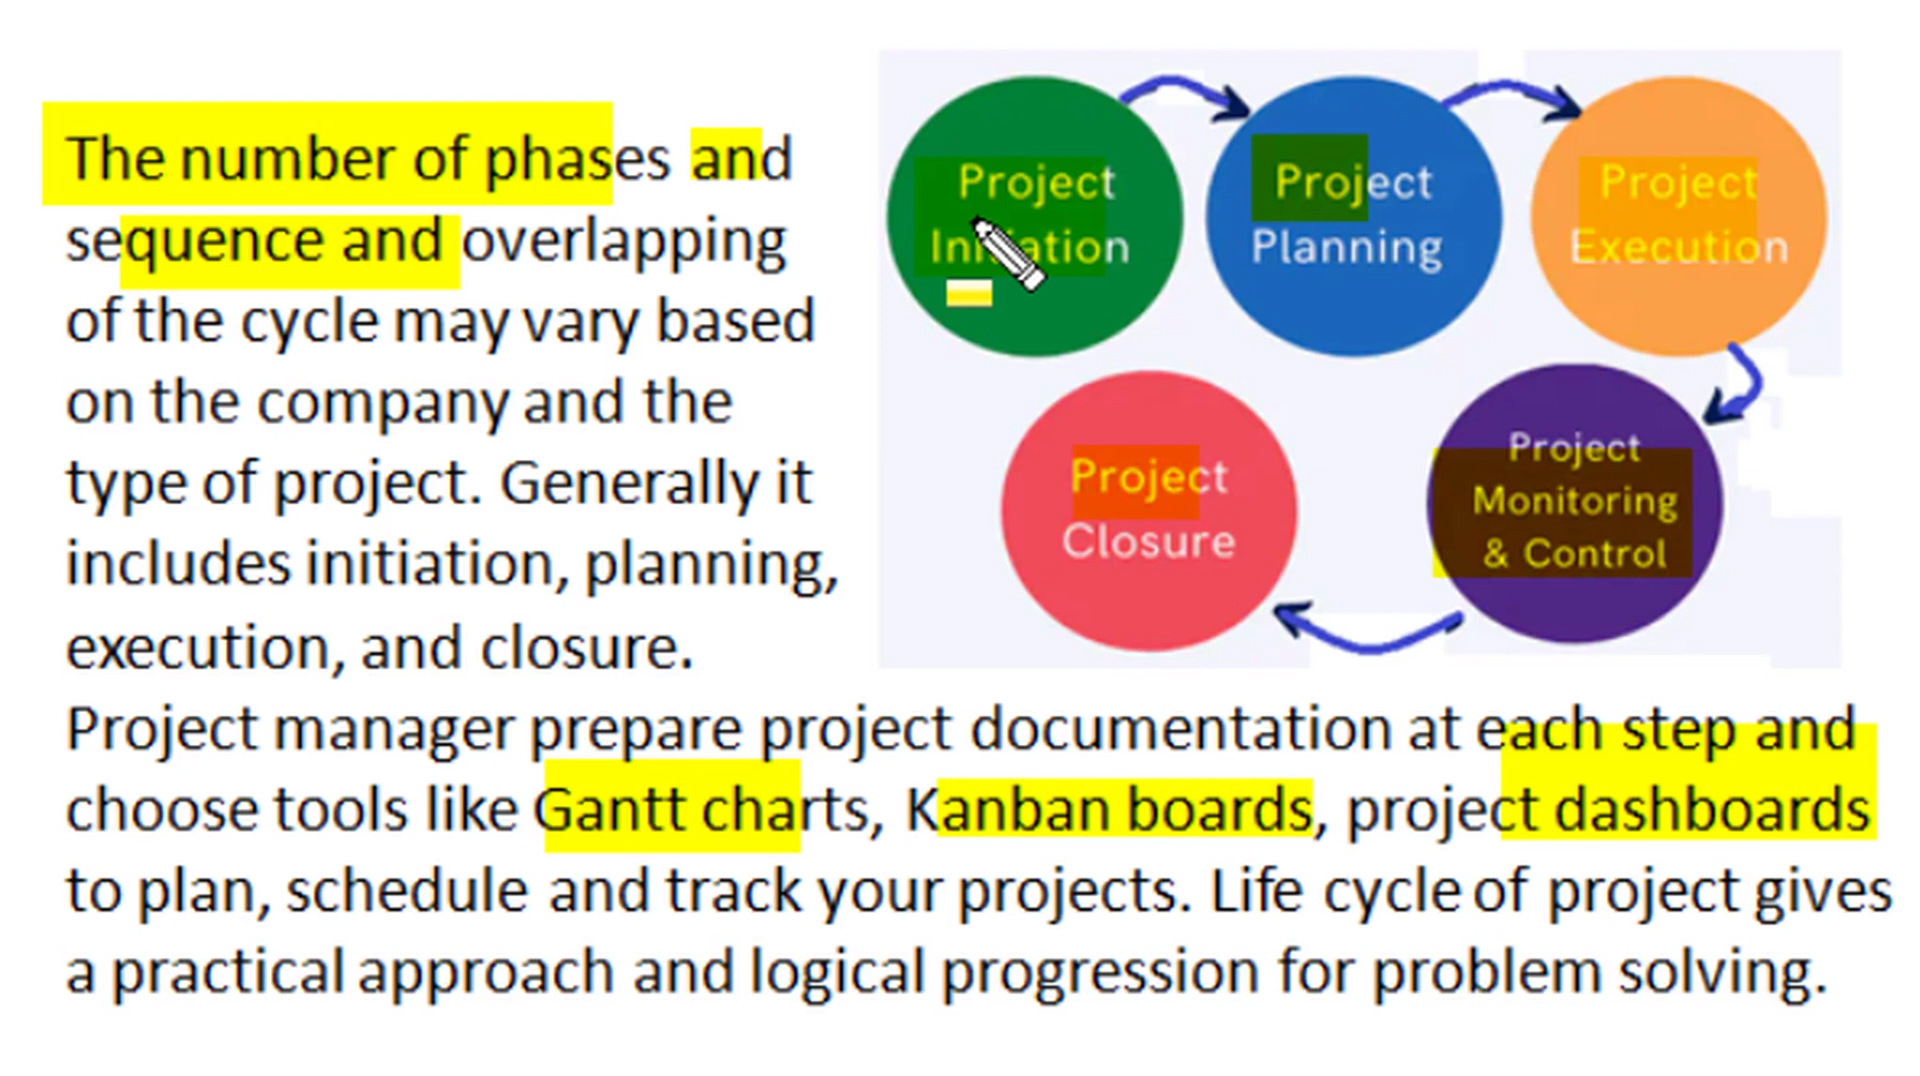 The number of phases and
sequence and overlapping
of the cycle may vary based
on the company and the
type of project. Generally it
includes initiation, planning,
execution, and closure.
Project manager prepare project documentation at each step and
choose tools like Gantt charts, Kanban boards, project dashboards
to plan, schedule and track your projects. Life cycle of project gives
a practical approach and logical progression for problem solving.
Project
Initiation
Project
Planning
Project
Execution
Project
Monitoring
& Control
Project
Closure